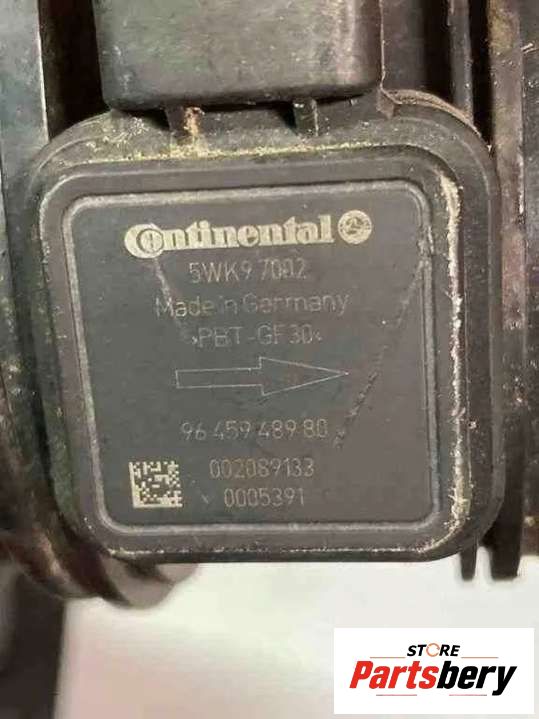 Continental
5WK9 7002
Made in Germany
>PBT-GF30<
96 459 489 80
002089133
0005391
STORE
Partsbery